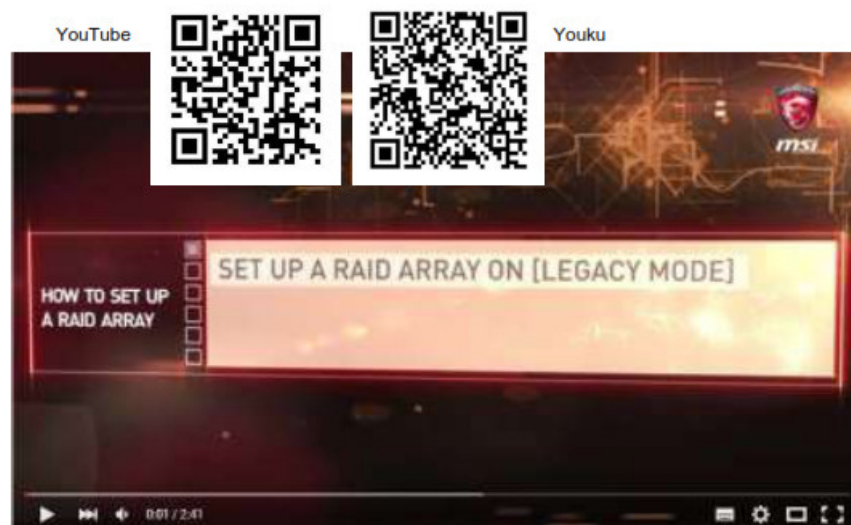 YouTube
Youku
msi
SET UP A RAID ARRAY ON [LEGACY MODE]
HOW TO SET UP
A RAID ARRAY
0:01 / 2:41